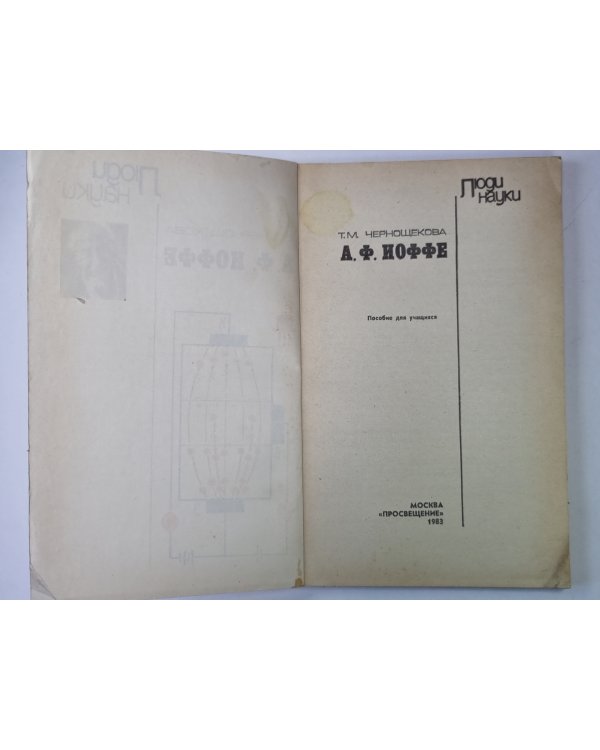 Люди
науки
Т.М. ЧЕРНОЩЕКОВА
А. Ф. ИОФФЕ
Пособие для учащихся
МОСКВА
«ПРОСВЕЩЕНИЕ»
1983